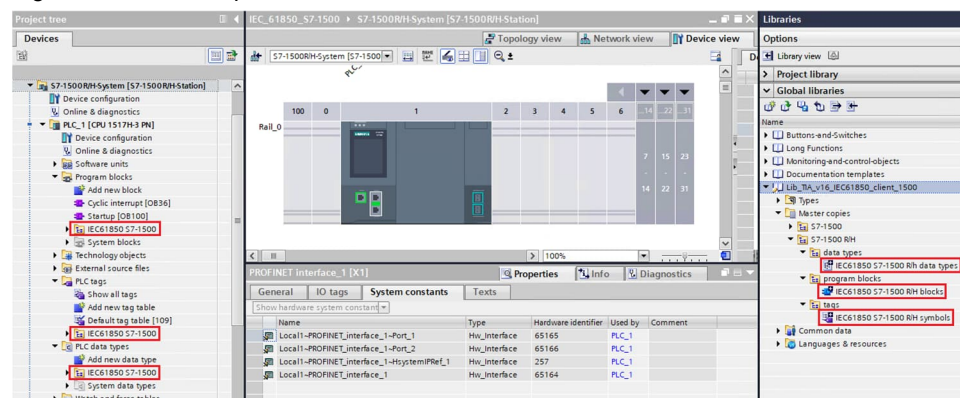 Project tree
Devices
S7-1500R/H-System [S7-1500R/H-Station]
Device configuration
Online & diagnostics
PLC_1 [CPU 1517H-3 PN]
Device configuration
Online & diagnostics
Software units
Program blocks
Add new block
Cyclic interrupt [OB36]
Startup [OB100]
IEC61850 S7-1500
System blocks
Technology objects
External source files
PLC tags
Show all tags
Add new tag table
Default tag table [109]
IEC61850 S7-1500
PLC data types
Add new data type
IEC61850 S7-1500
System data types
Watch and force tables
IEC_61850_S7-1500 ▸ S7-1500R/H-System [S7-1500R/H-Station]
Topology view Network view Device view
S7-1500R/H-System [S7-1500
PLC_
100 0 1 2 3 4 5 6 ...14 ...22 ...31
Rail_0
7 15 23
- - -
14 22 31
100%
PROFINET interface_1 [X1]
Properties Info Diagnostics
General IO tags System constants Texts
Show hardware system constant
Name Type Hardware identifier Used by Comment
Local1~PROFINET_interface_1~Port_1 Hw_Interface 65165 PLC_1
Local1~PROFINET_interface_1~Port_2 Hw_Interface 65166 PLC_1
Local1~PROFINET_interface_1~HsystemIPRef_1 Hw_Interface 257 PLC_1
Local1~PROFINET_interface_1 Hw_Interface 65164 PLC_1
Libraries
Options
Library view
Project library
Global libraries
Name
Buttons-and-Switches
Long Functions
Monitoring-and-control-objects
Documentation templates
Lib_TIA_v16_IEC61850_client_1500
Types
Master copies
S7-1500
S7-1500 R/H
data types
IEC61850 S7-1500 R/h data types
program blocks
IEC61850 S7-1500 R/H blocks
tags
IEC61850 S7-1500 R/H symbols
Common data
Languages & resources